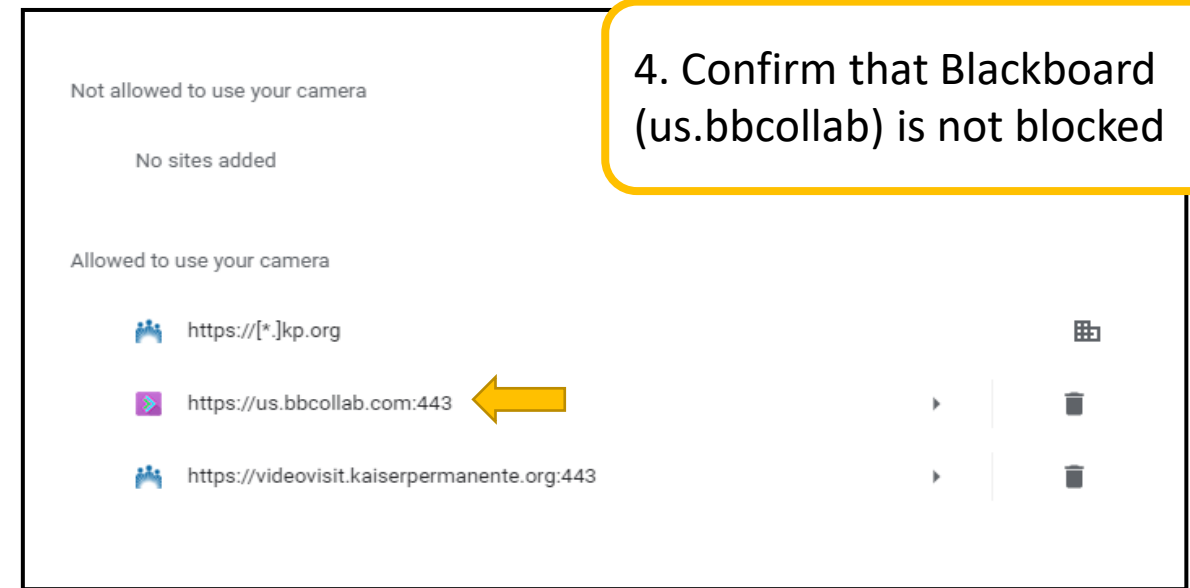 4. Confirm that Blackboard
(us.bbcollab) is not blocked
Not allowed to use your camera
No sites added
Allowed to use your camera
https://[*.]kp.org
https://us.bbcollab.com:443
https://videovisit.kaiserpermanente.org:443